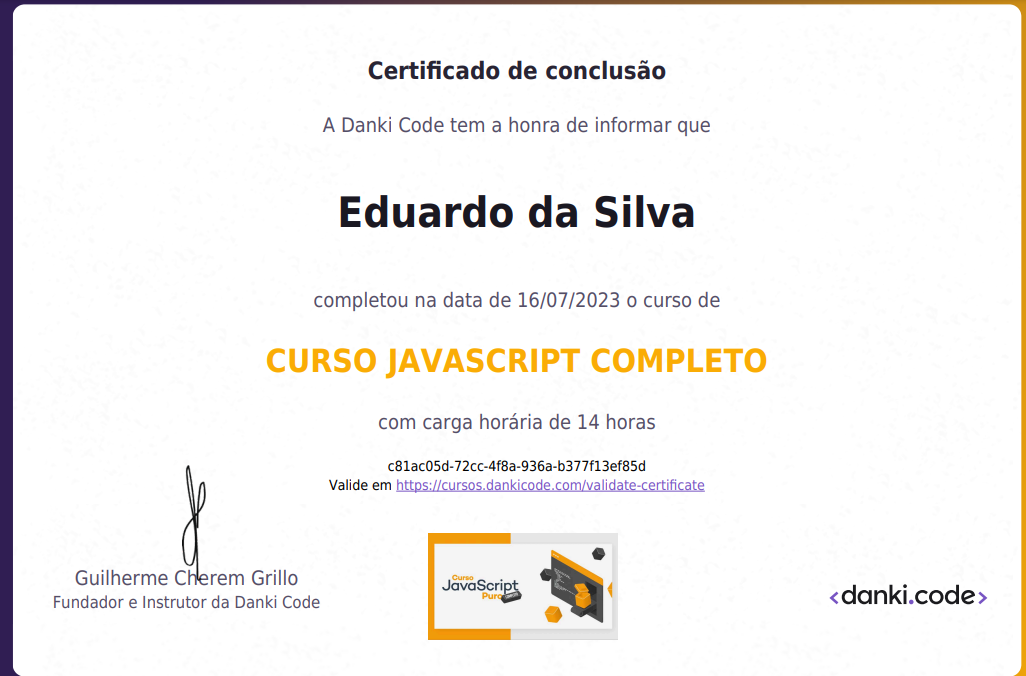 Certificado de conclusão
A Danki Code tem a honra de informar que
Eduardo da Silva
completou na data de 16/07/2023 o curso de
CURSO JAVASCRIPT COMPLETO
com carga horária de 14 horas
c81ac05d-72cc-4f8a-936a-b377f13ef85d
Valide em https://cursos.dankicode.com/validate-certificate
Guilherme Cherem Grillo
Fundador e Instrutor da Danki Code
Curso
JavaScript
Puro
<danki.code>